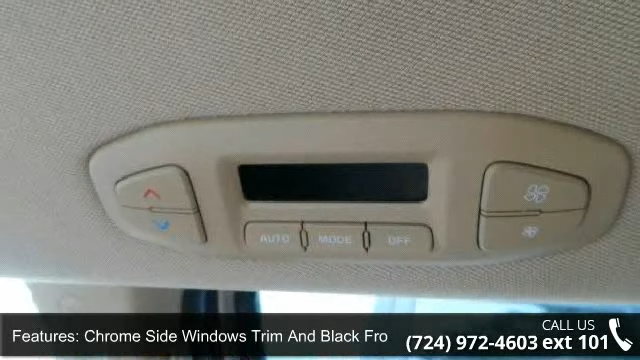 AUTO MODE OFF
CALL US
Features: Chrome Side Windows Trim And Black Fro
(724) 972-4603 ext 101